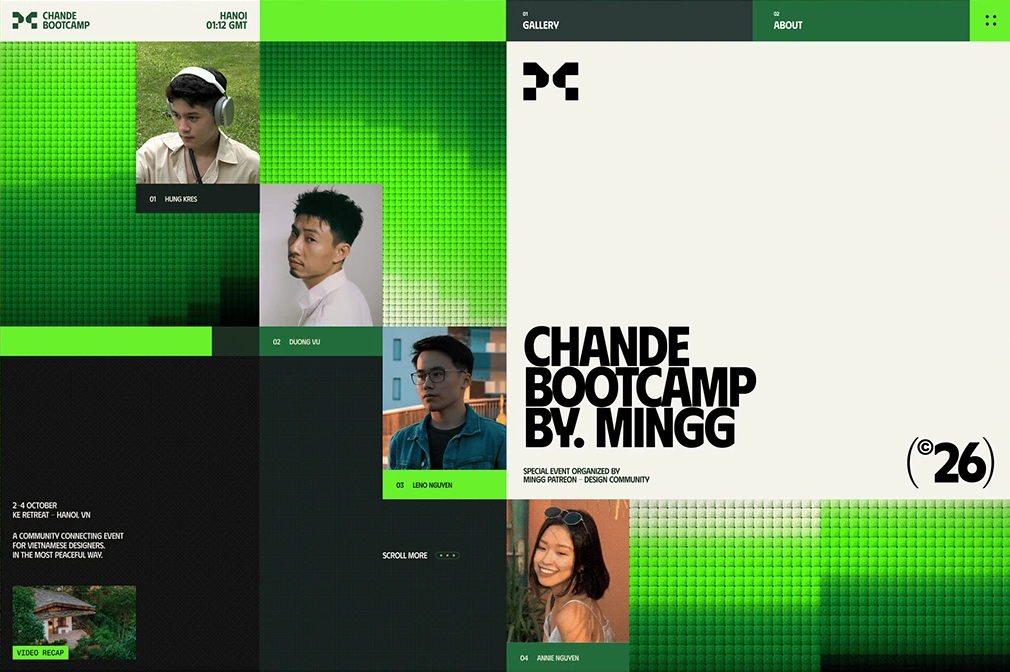 CHANDE
BOOTCAMP
HANOI
01:12 GMT
01
GALLERY
02
ABOUT
01 HUNG KRES
02 DUONG VU
03 LENO NGUYEN
2-4 OCTOBER
KE RETREAT - HANOI, VN
A COMMUNITY CONNECTING EVENT
FOR VIETNAMESE DESIGNERS.
IN THE MOST PEACEFUL WAY.
SCROLL MORE
VIDEO RECAP
CHANDE
BOOTCAMP
BY. MINGG
SPECIAL EVENT ORGANIZED BY
MINGG PATREON - DESIGN COMMUNITY
(©26)
04 ANNIE NGUYEN